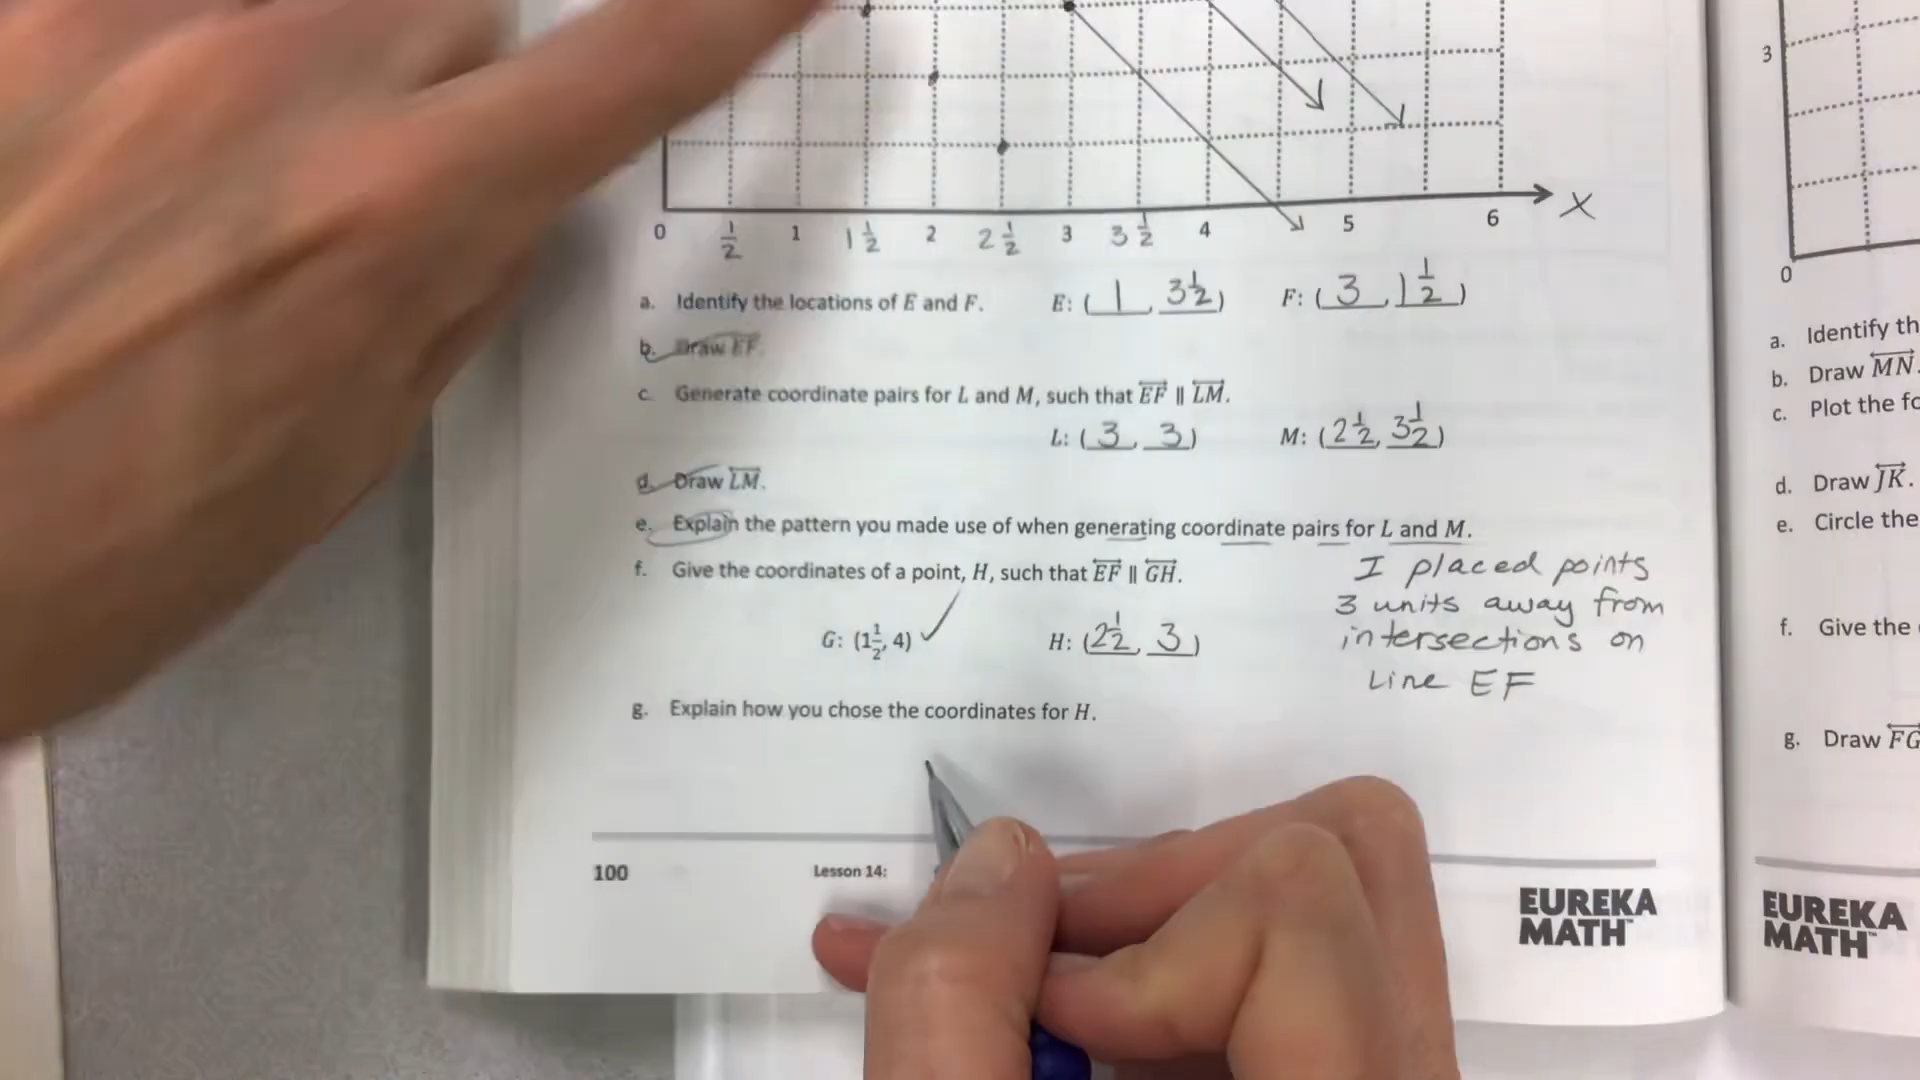 3
0 1/2 1 1 1/2 2 2 1/2 3 3 1/2 4 5 6 X
0
a. Identify the locations of E and F. E: (1, 3 1/2) F: (3, 1 1/2)
b. Draw EF.
c. Generate coordinate pairs for L and M, such that EF ∥ LM.
L: (3, 3) M: (2 1/2, 3 1/2)
d. Draw LM.
e. Explain the pattern you made use of when generating coordinate pairs for L and M.
I placed points
3 units away from
intersections on
Line EF
f. Give the coordinates of a point, H, such that EF ∥ GH.
G: (1 1/2, 4) ✓ H: (2 1/2, 3)
g. Explain how you chose the coordinates for H.
100 Lesson 14:
EUREKA
MATH™
a. Identify th
b. Draw MN.
c. Plot the fo
d. Draw JK.
e. Circle the
f. Give the
g. Draw FG
EUREKA
MATH™